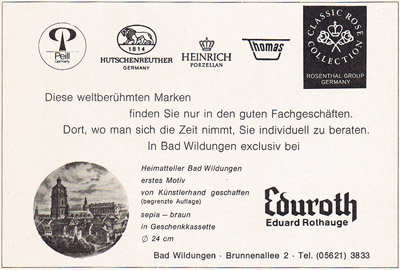 Peill
Germany
1814
HUTSCHENREUTHER
GERMANY
HEINRICH
PORZELLAN
Thomas
CLASSIC ROSE
COLLECTION
ROSENTHAL GROUP
GERMANY
Diese weltberühmten Marken
finden Sie nur in den guten Fachgeschäften.
Dort, wo man sich die Zeit nimmt, Sie individuell zu beraten.
In Bad Wildungen exclusiv bei
Heimatteller Bad Wildungen
erstes Motiv
von Künstlerhand geschaffen
(begrenzte Auflage)
sepia – braun
in Geschenkkassette
Ø 24 cm
Eduroth
Eduard Rothauge
Bad Wildungen · Brunnenallee 2 · Tel. (05621) 3833